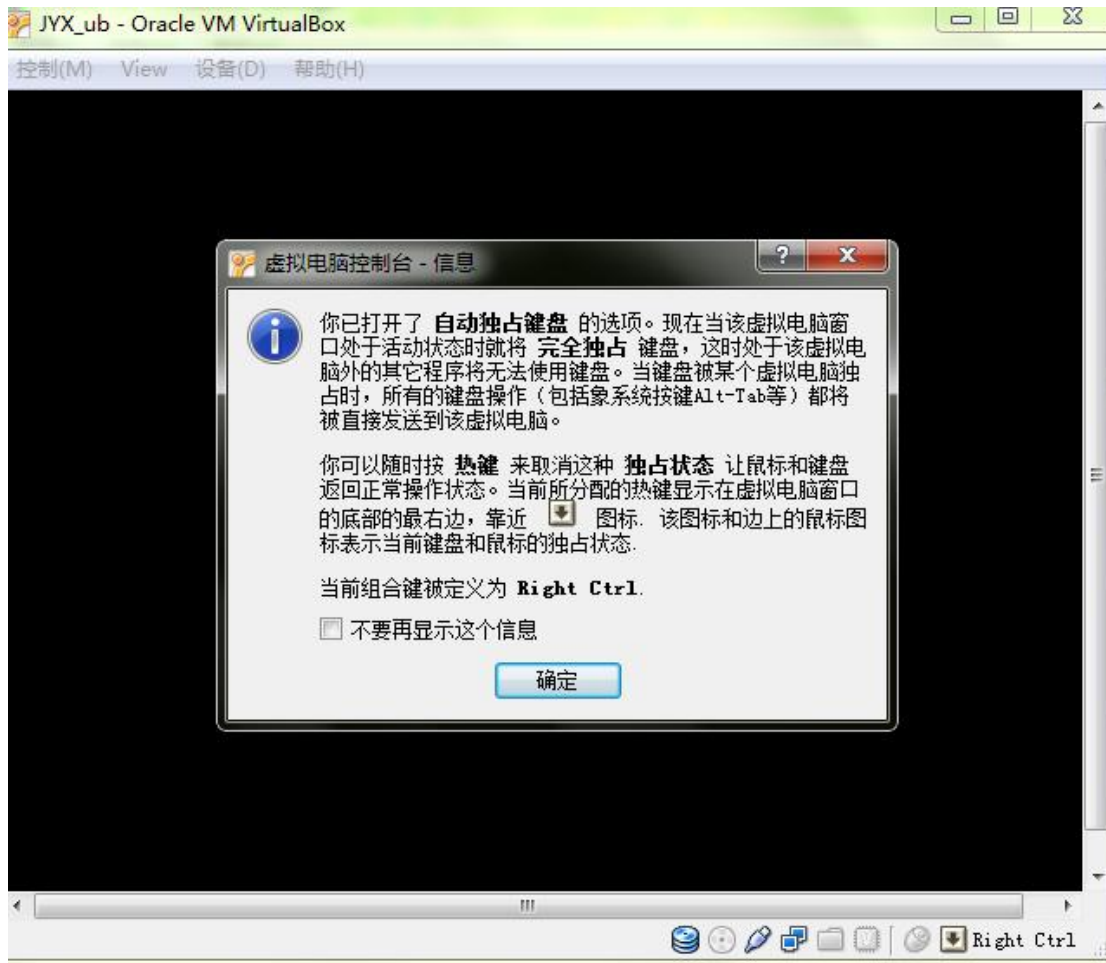 JYX_ub - Oracle VM VirtualBox
控制(M) View 设备(D) 帮助(H)
虚拟电脑控制台 - 信息
你已打开了 自动独占键盘 的选项。现在当该虚拟电脑窗
口处于活动状态时就将 完全独占 键盘，这时处于该虚拟电
脑外的其它程序将无法使用键盘。当键盘被某个虚拟电脑独
占时，所有的键盘操作（包括象系统按键Alt-Tab等）都将
被直接发送到该虚拟电脑。
你可以随时按 热键 来取消这种 独占状态 让鼠标和键盘
返回正常操作状态。当前所分配的热键显示在虚拟电脑窗口
的底部的最右边，靠近 图标. 该图标和边上的鼠标图
标表示当前键盘和鼠标的独占状态.
当前组合键被定义为 Right Ctrl.
不要再显示这个信息
确定
Right Ctrl